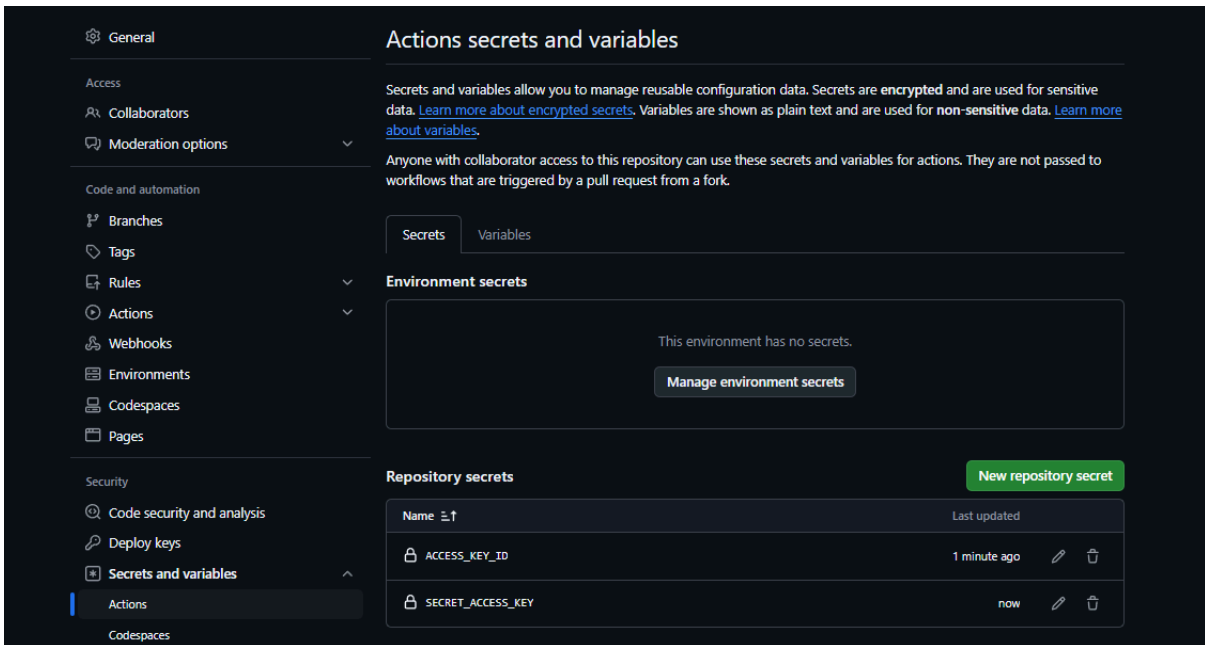 General
Access
Collaborators
Moderation options
Code and automation
Branches
Tags
Rules
Actions
Webhooks
Environments
Codespaces
Pages
Security
Code security and analysis
Deploy keys
Secrets and variables
Actions
Codespaces
Actions secrets and variables
Secrets and variables allow you to manage reusable configuration data. Secrets are encrypted and are used for sensitive
data. Learn more about encrypted secrets. Variables are shown as plain text and are used for non-sensitive data. Learn more
about variables.
Anyone with collaborator access to this repository can use these secrets and variables for actions. They are not passed to
workflows that are triggered by a pull request from a fork.
Secrets Variables
Environment secrets
This environment has no secrets.
Manage environment secrets
Repository secrets New repository secret
Name Last updated
ACCESS_KEY_ID 1 minute ago
SECRET_ACCESS_KEY now